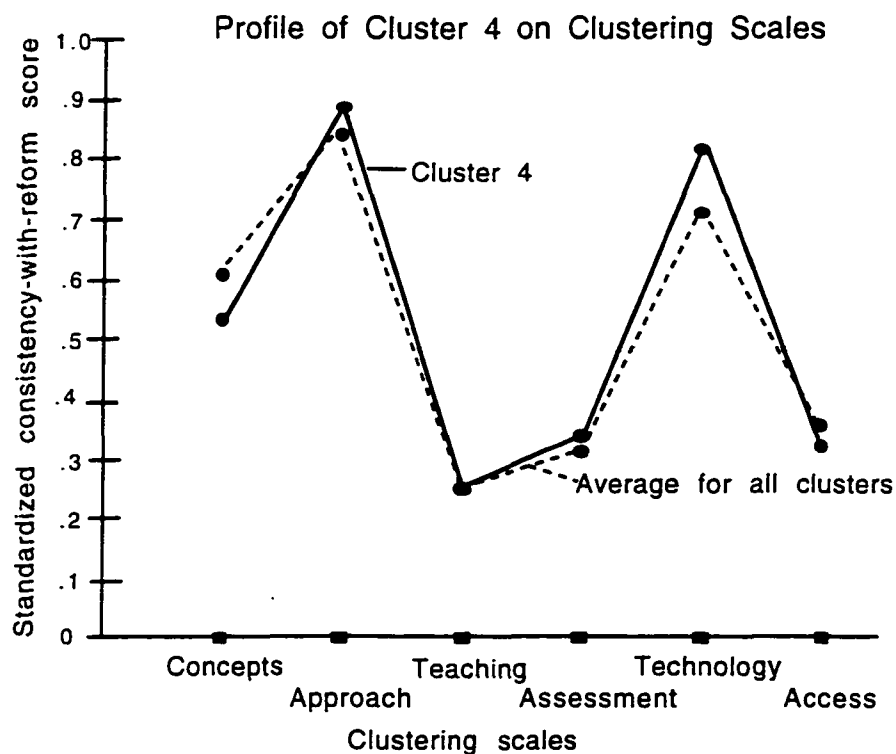 Profile of Cluster 4 on Clustering Scales
Standardized consistency-with-reform score
1.0
.9
.8
.7
.6
.5
.4
.3
.2
.1
0
Cluster 4
Average for all clusters
Concepts
Approach
Teaching
Assessment
Technology
Access
Clustering scales